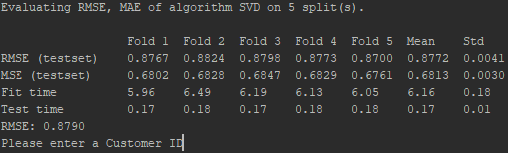 Evaluating RMSE, MAE of algorithm SVD on 5 split(s).
Fold 1 Fold 2 Fold 3 Fold 4 Fold 5 Mean Std
RMSE (testset) 0.8767 0.8824 0.8798 0.8773 0.8700 0.8772 0.0041
MSE (testset) 0.6802 0.6828 0.6847 0.6829 0.6761 0.6813 0.0030
Fit time 5.96 6.49 6.19 6.13 6.05 6.16 0.18
Test time 0.17 0.18 0.17 0.18 0.18 0.17 0.01
RMSE: 0.8790
Please enter a Customer ID